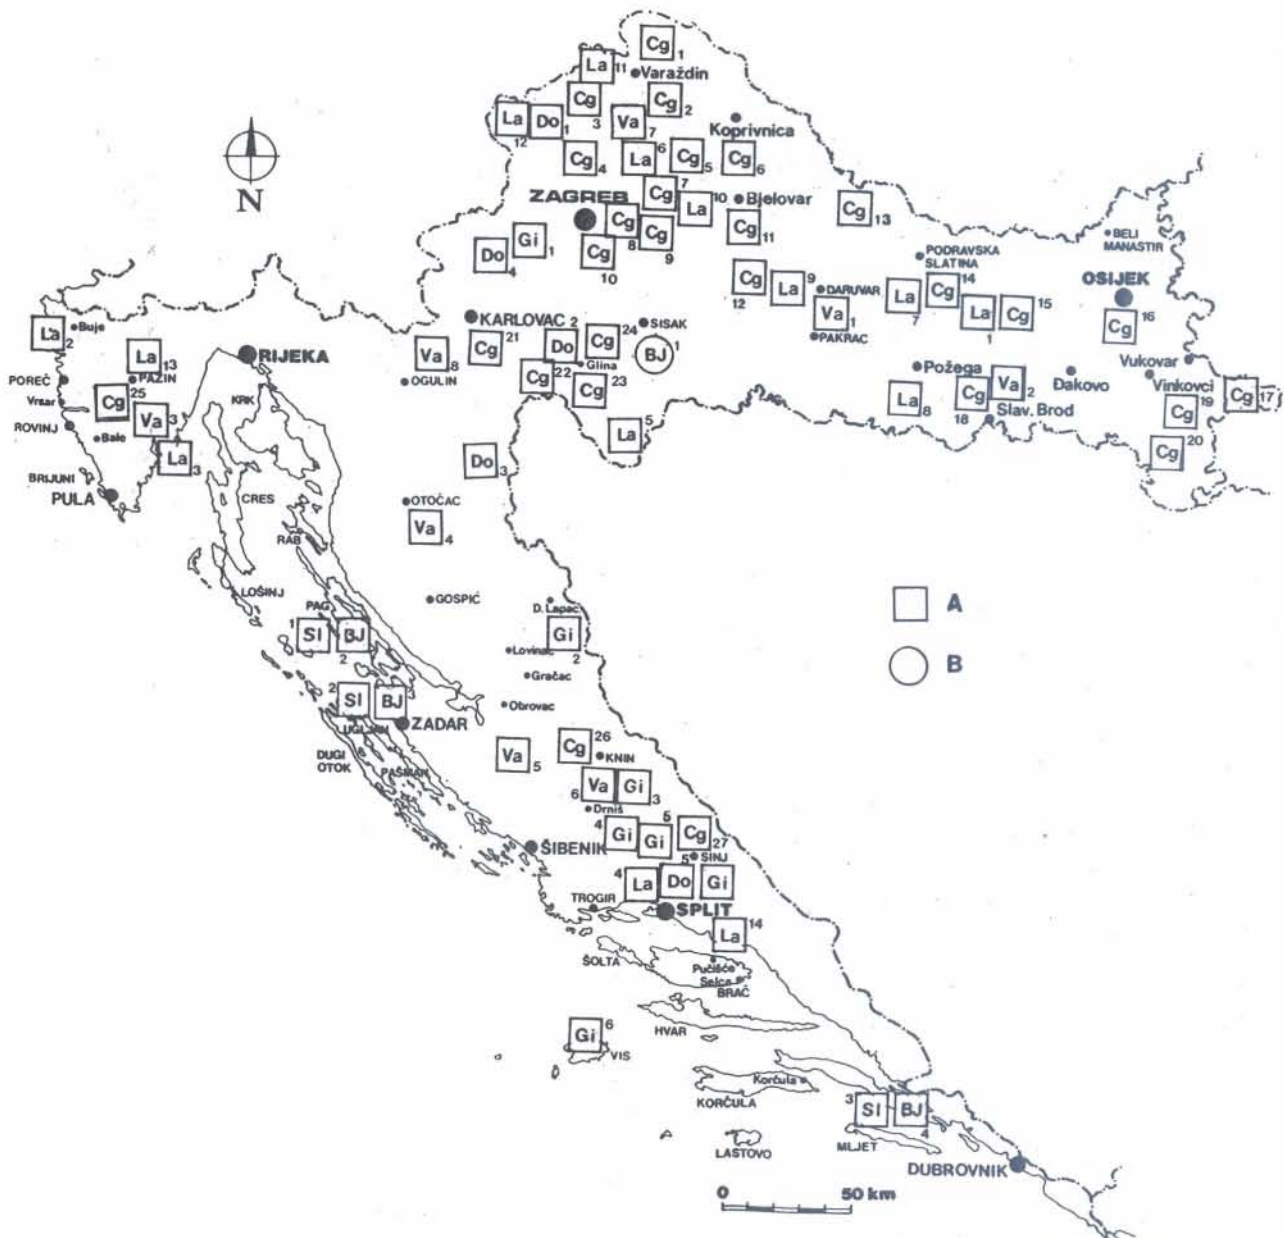 Cg 1
La 11
Varaždin
Cg 3
Cg 2
La 12
Do 1
Va 7
Koprivnica
Cg 4
La 6
Cg 5
Cg 6
N
ZAGREB
Cg 7
La 10
Bjelovar
Cg 13
Cg 8
Cg 9
Cg 11
Gi 1
Do 4
Cg 10
BELI
MANASTIR
PODRAVSKA
SLATINA
Cg 12
La 9
DARUVAR
La 7
Cg 14
OSIJEK
Va 1
La 1
Cg 15
Cg 16
PAKRAC
La 2
Buje
KARLOVAC
SISAK
Cg 21
Do 2
Cg 24
BJ 1
La 13
RIJEKA
Va 8
Glina
Vukovar
POREČ
PAZIN
OGULIN
Cg 22
Cg 23
Požega
Đakovo
Vinkovci
Vrsar
Cg 25
KRK
La 8
Cg 18
Va 2
Cg 17
Cg 19
ROVINJ
Va 3
Slav. Brod
Bale
La 5
Cg 20
La 3
Do 3
BRIJUNI
PULA
CRES
OTOČAC
Va 4
RAB
LOŠINJ
GOSPIĆ
D. Lapac
A
PAG
SI 1
BJ 2
Gi 2
Lovinac
B
Gračac
SI 2
BJ
Obrovac
ZADAR
UGLJAN
DUGI
OTOK
PAŠMAN
Va 5
Cg 26
KNIN
Va 6
Gi 3
Drniš
Gi 4
Gi 5
Cg 27
ŠIBENIK
SINJ
La 4
Do 5
Gi
TROGIR
SPLIT
La 14
ŠOLTA
Pučišće
Selca
BRAČ
HVAR
Gi 6
VIS
Korčula
KORČULA
SI 3
BJ 4
MLJET
LASTOVO
DUBROVNIK
0 50 km